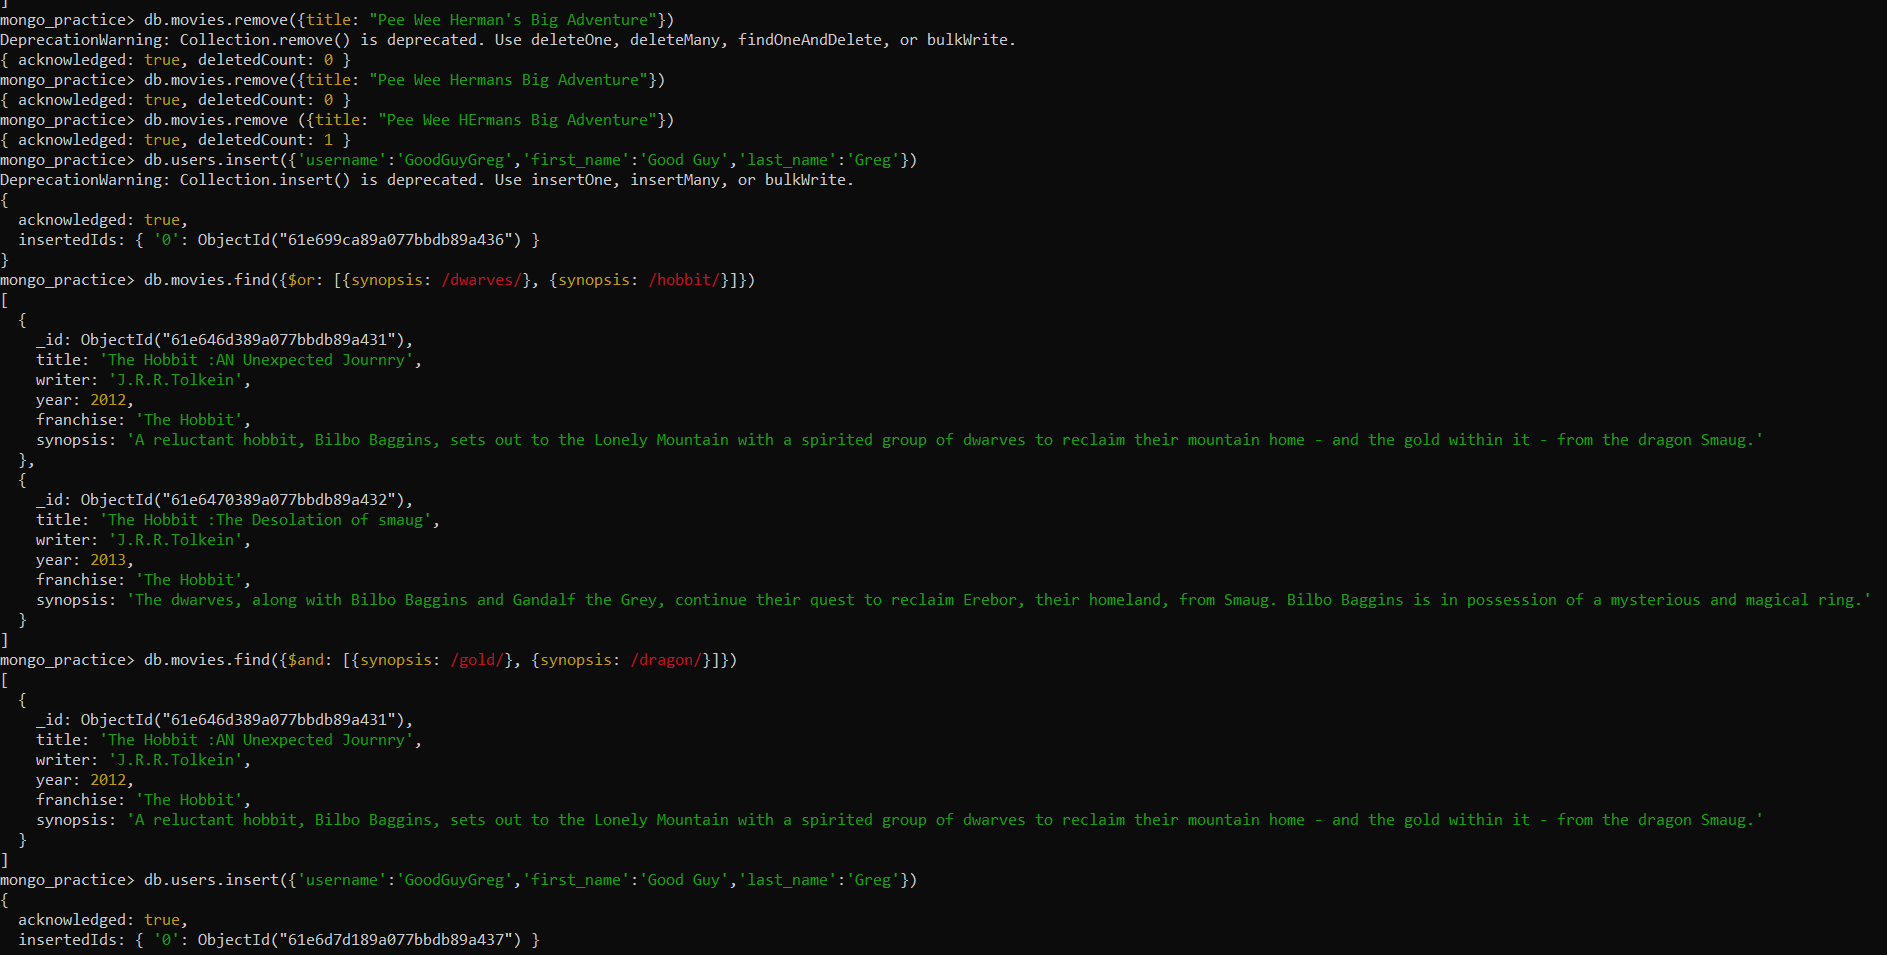 ]
mongo_practice> db.movies.remove({title: "Pee Wee Herman's Big Adventure"})
DeprecationWarning: Collection.remove() is deprecated. Use deleteOne, deleteMany, findOneAndDelete, or bulkWrite.
{ acknowledged: true, deletedCount: 0 }
mongo_practice> db.movies.remove({title: "Pee Wee Hermans Big Adventure"})
{ acknowledged: true, deletedCount: 0 }
mongo_practice> db.movies.remove ({title: "Pee Wee HErmans Big Adventure"})
{ acknowledged: true, deletedCount: 1 }
mongo_practice> db.users.insert({'username':'GoodGuyGreg','first_name':'Good Guy','last_name':'Greg'})
DeprecationWarning: Collection.insert() is deprecated. Use insertOne, insertMany, or bulkWrite.
{
  acknowledged: true,
  insertedIds: { '0': ObjectId("61e699ca89a077bbdb89a436") }
}
mongo_practice> db.movies.find({$or: [{synopsis: /dwarves/}, {synopsis: /hobbit/}]})
[
  {
    _id: ObjectId("61e646d389a077bbdb89a431"),
    title: 'The Hobbit :AN Unexpected Journry',
    writer: 'J.R.R.Tolkein',
    year: 2012,
    franchise: 'The Hobbit',
    synopsis: 'A reluctant hobbit, Bilbo Baggins, sets out to the Lonely Mountain with a spirited group of dwarves to reclaim their mountain home - and the gold within it - from the dragon Smaug.'
  },
  {
    _id: ObjectId("61e6470389a077bbdb89a432"),
    title: 'The Hobbit :The Desolation of smaug',
    writer: 'J.R.R.Tolkein',
    year: 2013,
    franchise: 'The Hobbit',
    synopsis: 'The dwarves, along with Bilbo Baggins and Gandalf the Grey, continue their quest to reclaim Erebor, their homeland, from Smaug. Bilbo Baggins is in possession of a mysterious and magical ring.'
  }
]
mongo_practice> db.movies.find({$and: [{synopsis: /gold/}, {synopsis: /dragon/}]})
[
  {
    _id: ObjectId("61e646d389a077bbdb89a431"),
    title: 'The Hobbit :AN Unexpected Journry',
    writer: 'J.R.R.Tolkein',
    year: 2012,
    franchise: 'The Hobbit',
    synopsis: 'A reluctant hobbit, Bilbo Baggins, sets out to the Lonely Mountain with a spirited group of dwarves to reclaim their mountain home - and the gold within it - from the dragon Smaug.'
  }
]
mongo_practice> db.users.insert({'username':'GoodGuyGreg','first_name':'Good Guy','last_name':'Greg'})
{
  acknowledged: true,
  insertedIds: { '0': ObjectId("61e6d7d189a077bbdb89a437") }